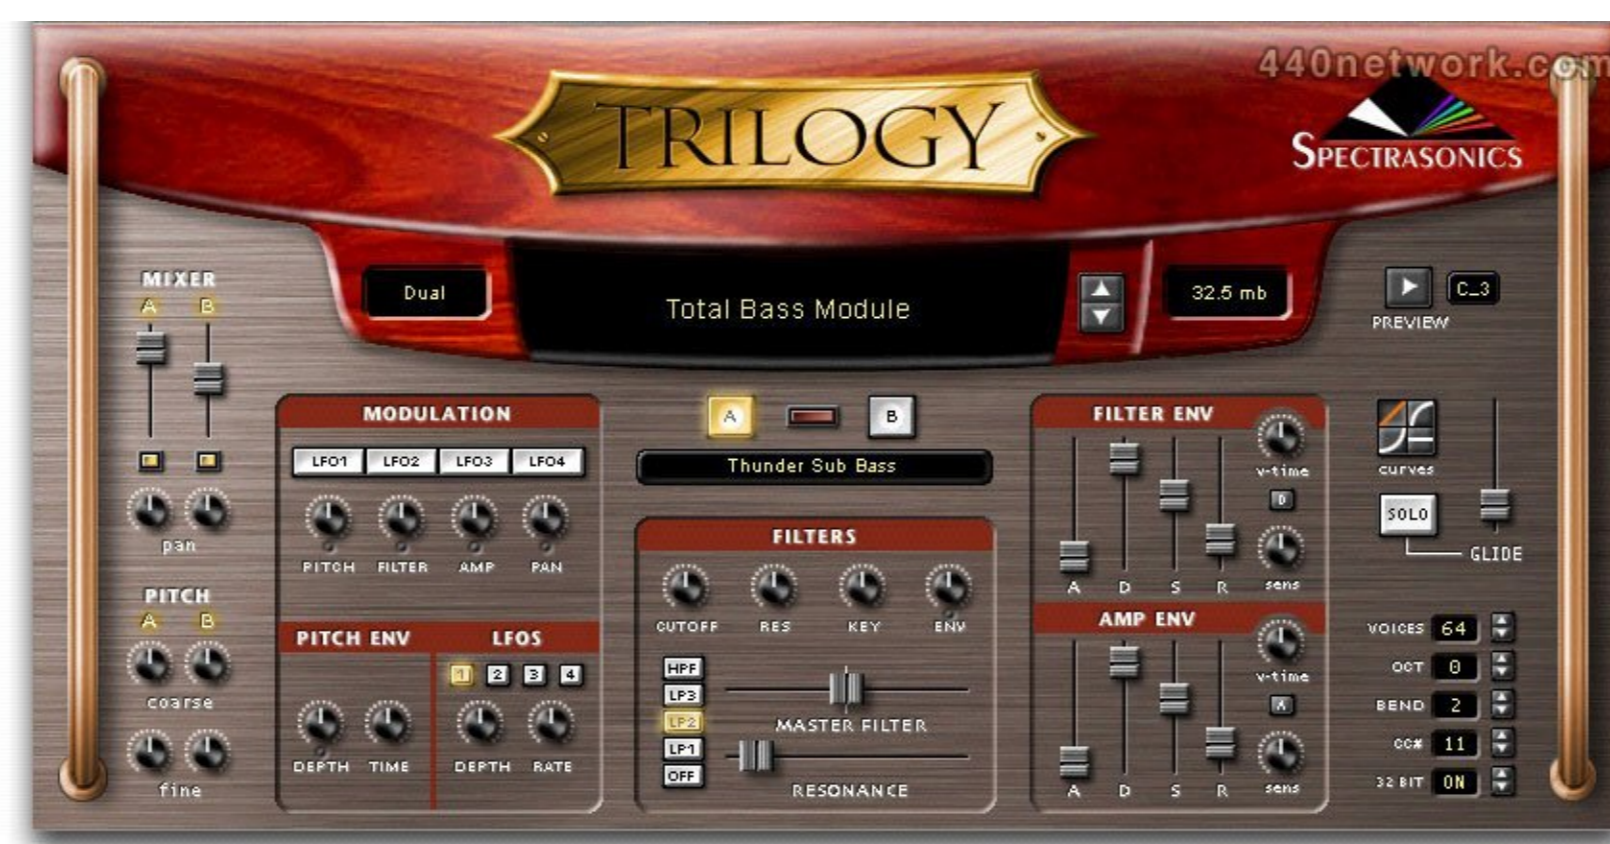 440network.com
TRILOGY
SPECTRASONICS
MIXER
A B
Dual
Total Bass Module
32.5 mb
C_3
PREVIEW
MODULATION
LFO1 LFO2 LFO3 LFO4
PITCH FILTER AMP PAN
A B
Thunder Sub Bass
FILTER ENV
v-time
D
sens
A D S R
curves
SOLO
GLIDE
pan
PITCH
A B
coarse
fine
PITCH ENV
DEPTH TIME
LFOS
1 2 3 4
DEPTH RATE
FILTERS
CUTOFF RES KEY ENV
HPF
LP3
LP2
LP1
OFF
MASTER FILTER
RESONANCE
AMP ENV
v-time
A
sens
A D S R
VOICES 64
OCT 0
BEND 2
CC# 11
32 BIT ON